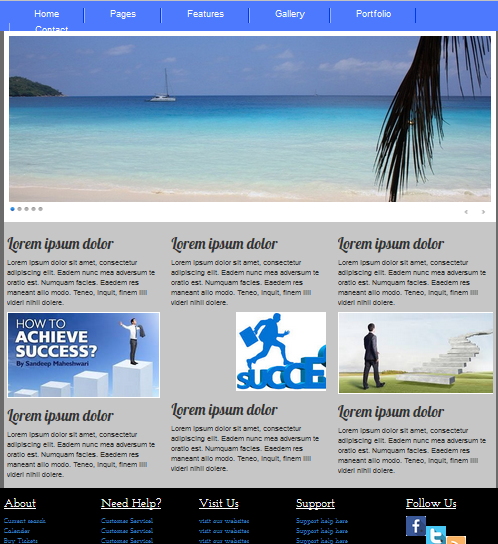 Home Pages Features Gallery Portfolio
Contact
Lorem ipsum dolor Lorem ipsum dolor Lorem ipsum dolor
Lorem ipsum dolor sit amet, consectetur Lorem ipsum dolor sit amet, consectetur Lorem ipsum dolor sit amet, consectetur
adipiscing elit. Eadem nunc mea adversum te adipiscing elit. Eadem nunc mea adversum te adipiscing elit. Eadem nunc mea adversum te
oratio est. Numquam facies. Eaedem res oratio est. Numquam facies. Eaedem res oratio est. Numquam facies. Eaedem res
maneant alio modo. Teneo, inquit, finem illi maneant alio modo. Teneo, inquit, finem illi maneant alio modo. Teneo, inquit, finem illi
videri nihil dolere. videri nihil dolere. videri nihil dolere.
HOW TO
ACHIEVE
SUCCESS?
By Sandeep Maheshwari
SUCCE
Lorem ipsum dolor Lorem ipsum dolor Lorem ipsum dolor
Lorem ipsum dolor sit amet, consectetur Lorem ipsum dolor sit amet, consectetur Lorem ipsum dolor sit amet, consectetur
adipiscing elit. Eadem nunc mea adversum te adipiscing elit. Eadem nunc mea adversum te adipiscing elit. Eadem nunc mea adversum te
oratio est. Numquam facies. Eaedem res oratio est. Numquam facies. Eaedem res oratio est. Numquam facies. Eaedem res
maneant alio modo. Teneo, inquit, finem illi maneant alio modo. Teneo, inquit, finem illi maneant alio modo. Teneo, inquit, finem illi
videri nihil dolere. videri nihil dolere. videri nihil dolere.
About Need Help? Visit Us Support Follow Us
Current search Customer Service1 visit our websites Support help here
Calender Customer Service1 visit our websites Support help here
Buy Tickets Customer Service1 visit our websites Support help here